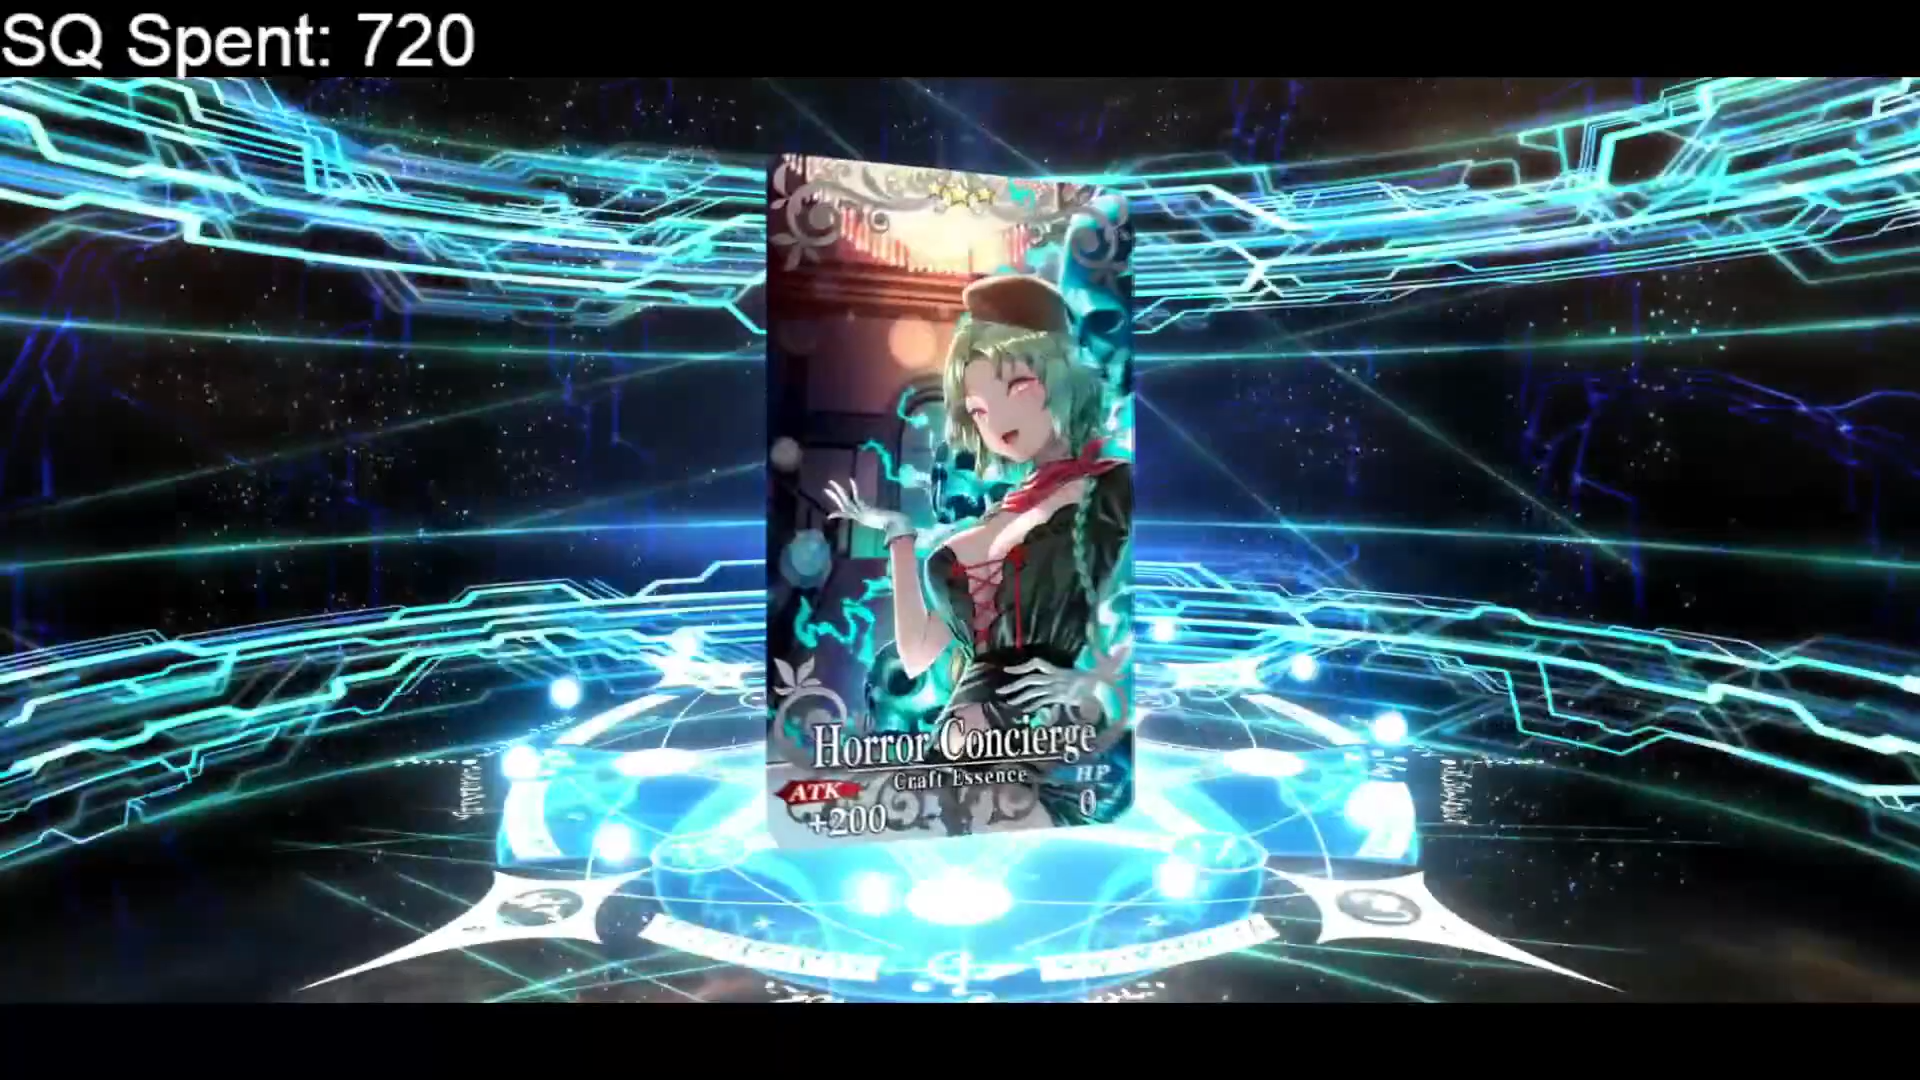 SQ Spent: 720
Horror Concierge
Craft Essence
ATK
HP
+200
0